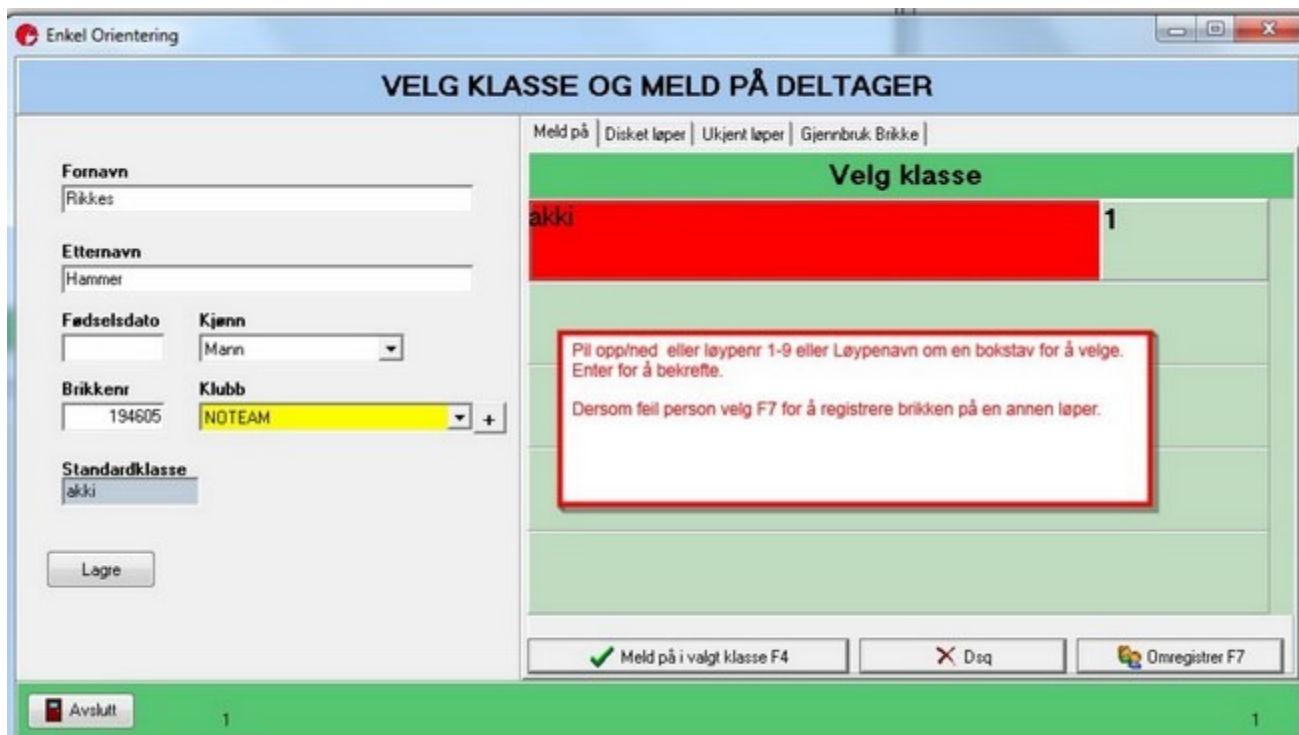 Enkel Orientering
VELG KLASSE OG MELD PÅ DELTAGER
Fornavn
Rikkes
Etternavn
Hammer
Fødselsdato Kjønn
Mann
Brikkenr Klubb
194605 NOTEAM +
Standardklasse
akki
Lagre
Meld på Disket løper Ukjent løper Gjennbruk Brikke
Velg klasse
akki 1
Pil opp/ned eller løypenr 1-9 eller Løypenavn om en bokstav for å velge.
Enter for å bekrefte.
Dersom feil person velg F7 for å registrere brikken på en annen løper.
Meld på i valgt klasse F4 Dsq Omregistrer F7
Avslutt 1 1